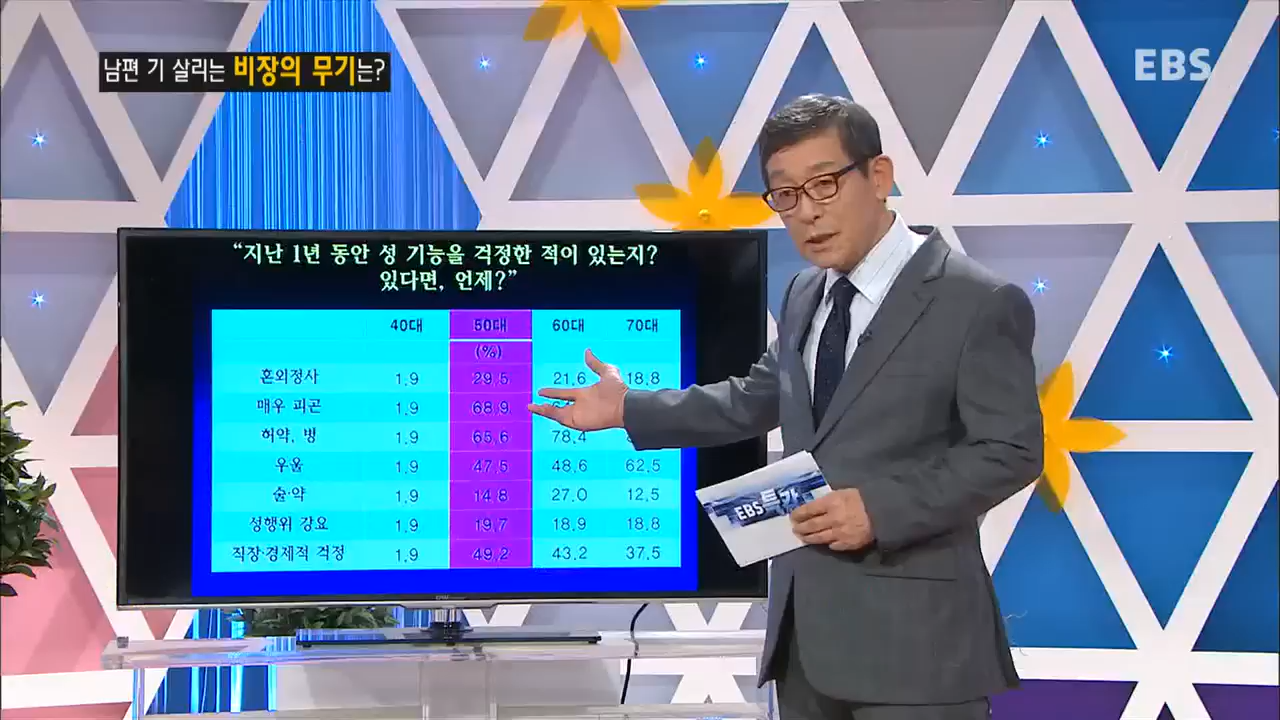 남편 기 살리는 비장의 무기는?
EBS
“지난 1년 동안 성 기능을 걱정한 적이 있는지?
있다면, 언제?”
40대 50대 60대 70대
(%)
혼외정사 1.9 29.5 21.6 18.8
매우 피곤 1.9 68.9
허약, 병 1.9 65.6 78.4
우울 1.9 47.5 48.6 62.5
술·약 1.9 14.8 27.0 12.5
성행위 강요 1.9 19.7 18.9 18.8
직장·경제적 걱정 1.9 49.2 43.2 37.5
EBS 특강